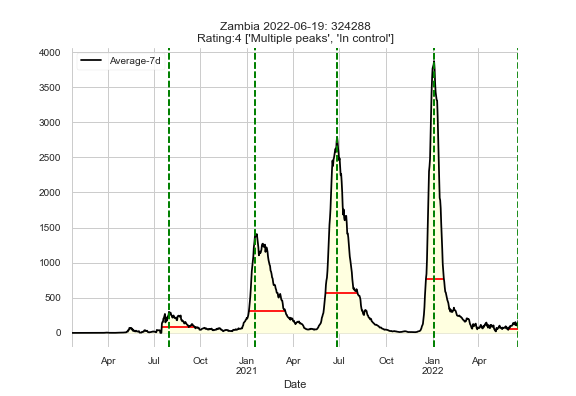 Zambia 2022-06-19: 324288
Rating:4 ['Multiple peaks', 'In control']
Average-7d
4000
3500
3000
2500
2000
1500
1000
500
0
Apr Jul Oct Jan Apr Jul Oct Jan Apr
2021 2022
Date